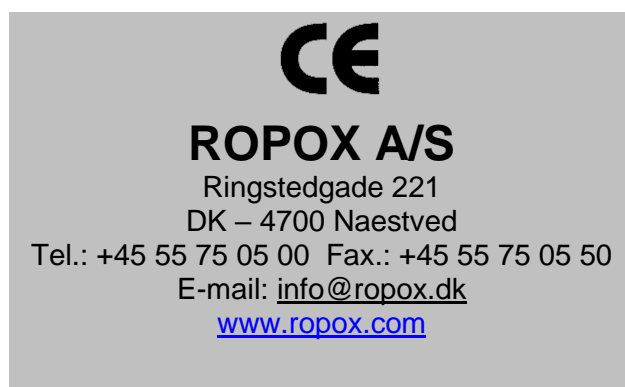 CE
ROPOX A/S
Ringstedgade 221
DK – 4700 Naestved
Tel.: +45 55 75 05 00 Fax.: +45 55 75 05 50
E-mail: info@ropox.dk
www.ropox.com